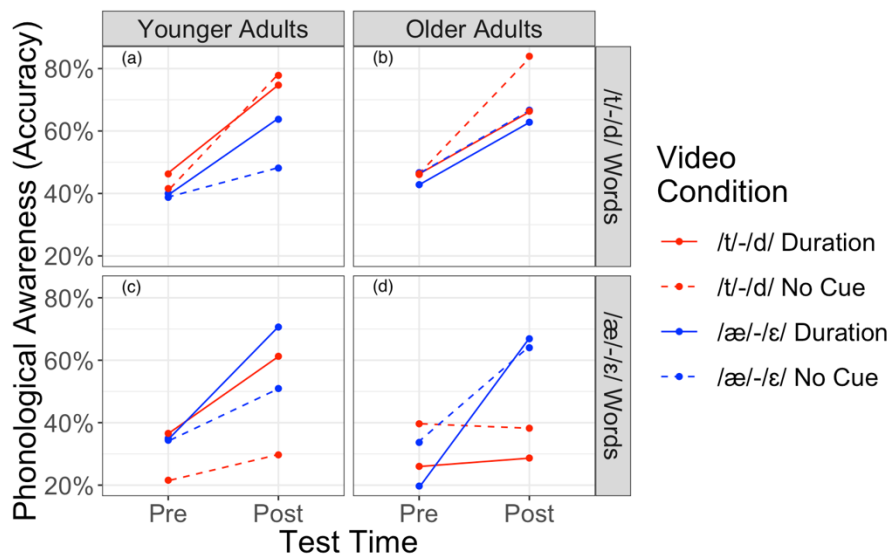 Younger Adults
Older Adults
Phonological Awareness (Accuracy)
(a)
(b)
80%
60%
40%
20%
/t/-/d/ Words
(c)
(d)
80%
60%
40%
20%
/æ/-/ɛ/ Words
Pre
Post
Pre
Post
Test Time
Video
Condition
/t/-/d/ Duration
/t/-/d/ No Cue
/æ/-/ɛ/ Duration
/æ/-/ɛ/ No Cue